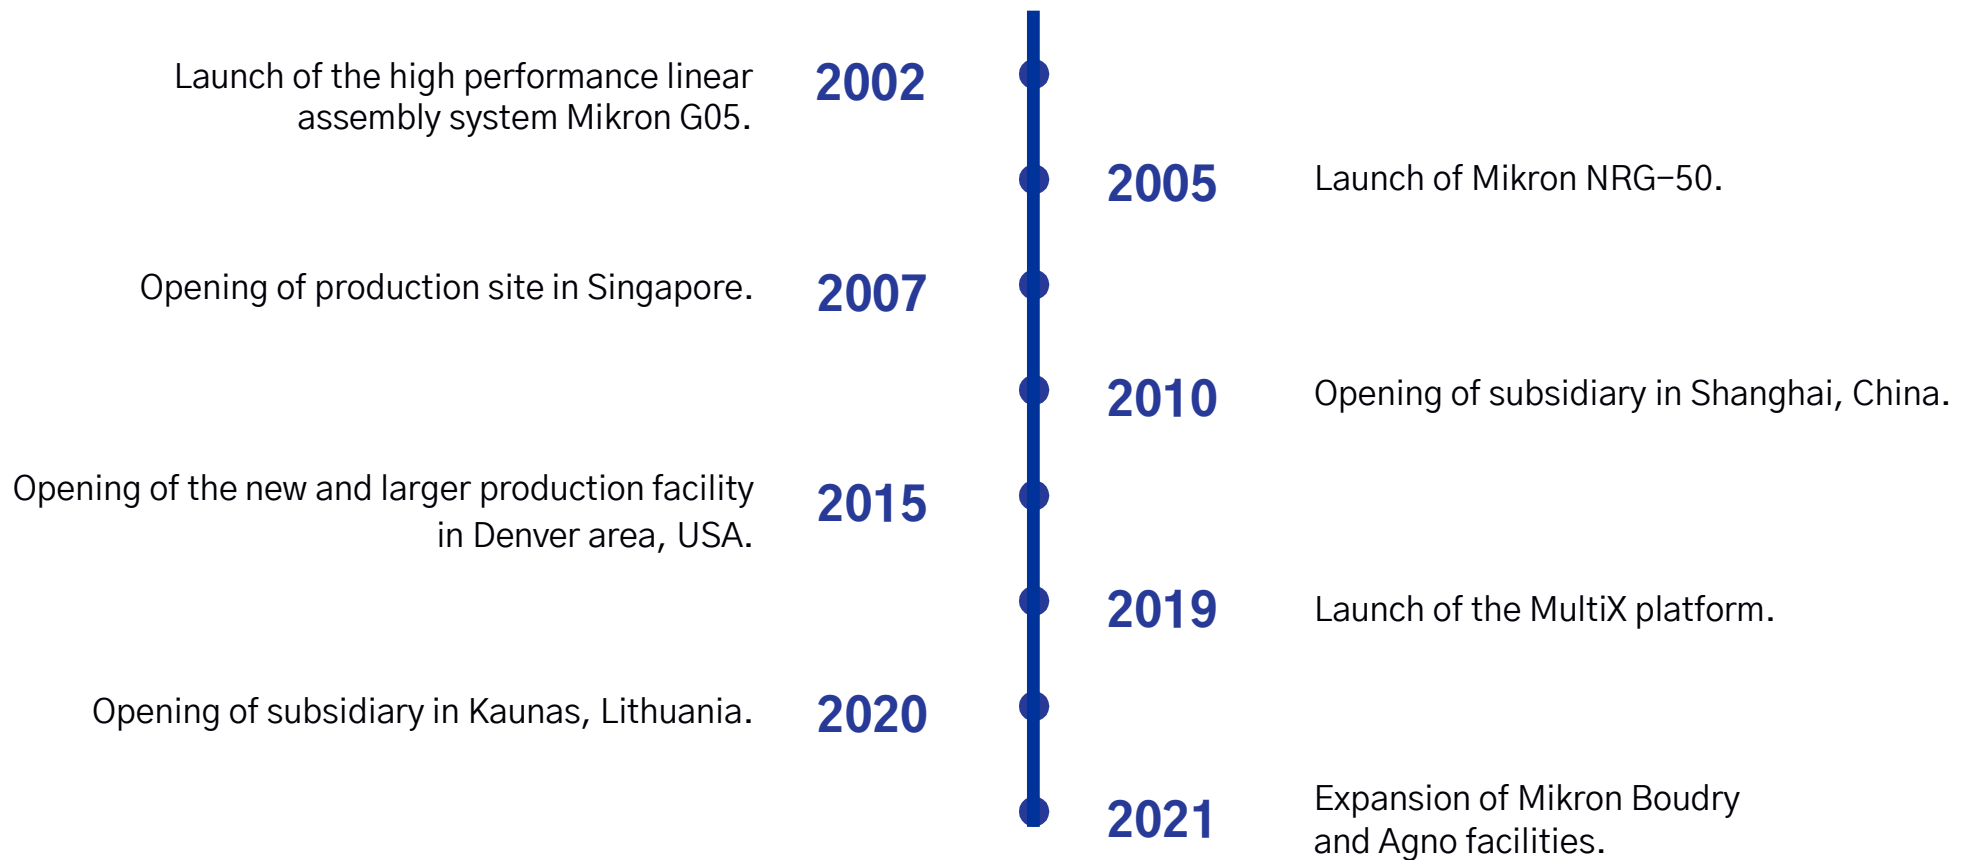 Launch of the high performance linear
assembly system Mikron G05.
2002
2005
Launch of Mikron NRG-50.
Opening of production site in Singapore.
2007
2010
Opening of subsidiary in Shanghai, China.
Opening of the new and larger production facility
in Denver area, USA.
2015
2019
Launch of the MultiX platform.
Opening of subsidiary in Kaunas, Lithuania.
2020
2021
Expansion of Mikron Boudry
and Agno facilities.